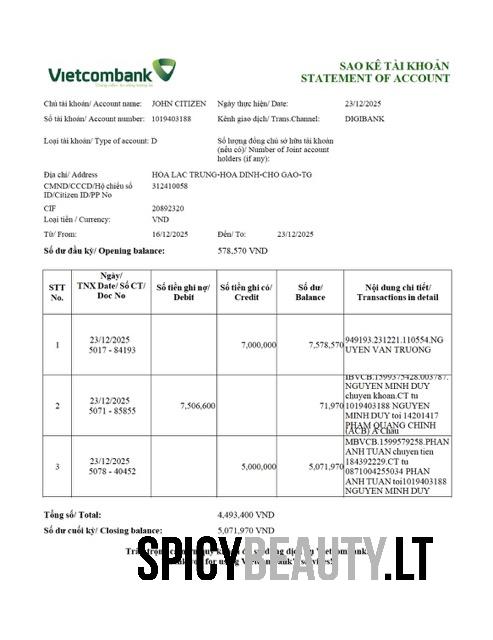 Vietcombank
SAO KÊ TÀI KHOẢN
STATEMENT OF ACCOUNT
Chủ tài khoản/ Account name: JOHN CITIZEN Ngày thực hiện/ Date: 23/12/2025
Số tài khoản/ Account number: 1019403188 Kênh giao dịch/ Trans.Channel: DIGIBANK
Loại tài khoản/ Type of account: D Số lượng đồng chủ sở hữu tài khoản
(nếu có)/ Number of Joint account
holders (if any):
Địa chỉ/ Address HOA LAC TRUNG-HOA DINH-CHO GAO-TG
CMND/CCCD/Hộ chiếu số 312410058
ID/Citizen ID/PP No
CIF 20892320
Loại tiền / Currency: VND
Từ/ From: 16/12/2025 Đến/ To: 23/12/2025
Số dư đầu kỳ/ Opening balance: 578,570 VND
STT
No.
Ngày/
TNX Date/ Số CT/
Doc No
Số tiền ghi nợ/
Debit
Số tiền ghi có/
Credit
Số dư/
Balance
Nội dung chi tiết/
Transactions in detail
1
23/12/2025
5017 - 84193
7,000,000
7,578,570
949193.231221.110554.NG
UYEN VAN TRUONG
2
23/12/2025
5071 - 85855
7,506,600
71,970
IBVCB.1599375428.003787.
NGUYEN MINH DUY
chuyen khoan.CT tu
1019403188 NGUYEN
MINH DUY toi 14201417
PHAM QUANG CHINH
(ACB) A Chau
3
23/12/2025
5078 - 40452
5,000,000
5,071,970
MBVCB.1599579258.PHAN
ANH TUAN chuyen tien
184392229.CT tu
0871004255034 PHAN
ANH TUAN toi1019403188
NGUYEN MINH DUY
Tổng số/ Total: 4,493,400 VND
Số dư cuối kỳ/ Closing balance: 5,071,970 VND
SPICYBEAUTY.LT